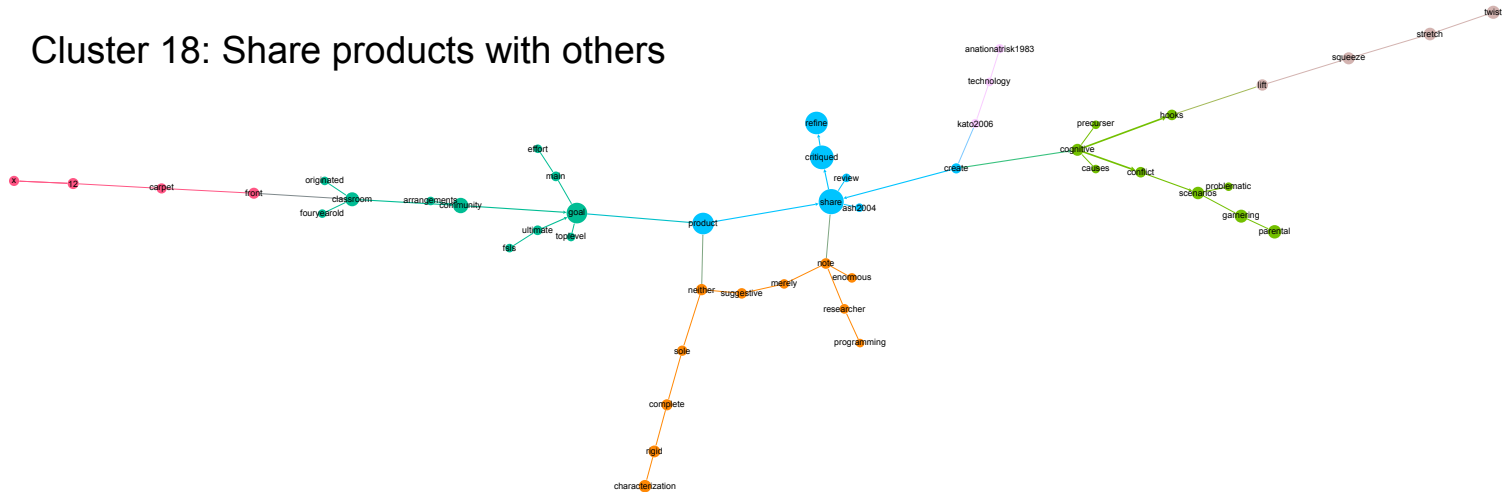 Cluster 18: Share products with others
twist
stretch
squeeze
lift
anationatrisk1983
technology
kato2006
hooks
precurser
cognitive
causes
conflict
problematic
scenarios
gamering
parental
refine
critiqued
review
create
share
ash2004
effort
main
x
12
carpet
front
originated
classroom
fouryearold
arrangements
community
goal
ultimate
toplevel
fsls
product
note
enormous
merely
neither
suggestive
researcher
programming
sole
complete
rigid
characterization